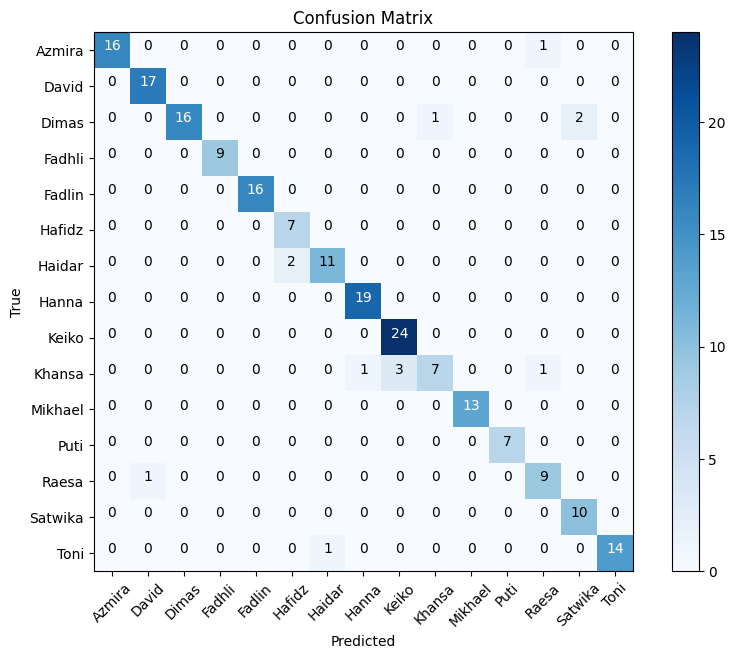 Confusion Matrix
Azmira 16 0 0 0 0 0 0 0 0 0 0 0 1 0 0
David 0 17 0 0 0 0 0 0 0 0 0 0 0 0 0
Dimas 0 0 16 0 0 0 0 0 0 1 0 0 0 2 0
Fadhli 0 0 0 9 0 0 0 0 0 0 0 0 0 0 0
Fadlin 0 0 0 0 16 0 0 0 0 0 0 0 0 0 0
Hafidz 0 0 0 0 0 7 0 0 0 0 0 0 0 0 0
Haidar 0 0 0 0 0 2 11 0 0 0 0 0 0 0 0
Hanna 0 0 0 0 0 0 0 19 0 0 0 0 0 0 0
Keiko 0 0 0 0 0 0 0 0 24 0 0 0 0 0 0
Khansa 0 0 0 0 0 0 0 1 3 7 0 0 1 0 0
Mikhael 0 0 0 0 0 0 0 0 0 0 13 0 0 0 0
Puti 0 0 0 0 0 0 0 0 0 0 0 7 0 0 0
Raesa 0 1 0 0 0 0 0 0 0 0 0 0 9 0 0
Satwika 0 0 0 0 0 0 0 0 0 0 0 0 0 10 0
Toni 0 0 0 0 0 0 1 0 0 0 0 0 0 0 14
Azmira David Dimas Fadhli Fadlin Hafidz Haidar Hanna Keiko Khansa Mikhael Puti Raesa Satwika Toni
Predicted
True
20
15
10
5
0